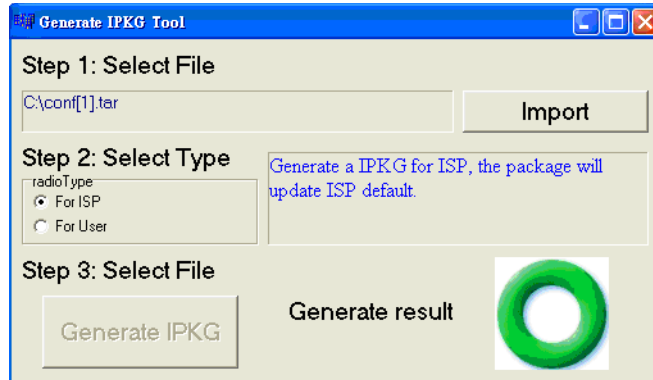 Generate IPKG Tool
Step 1: Select File
C:\conf[1].tar
Import
Step 2: Select Type
radioType
For ISP
For User
Generate a IPKG for ISP, the package will
update ISP default.
Step 3: Select File
Generate IPKG
Generate result